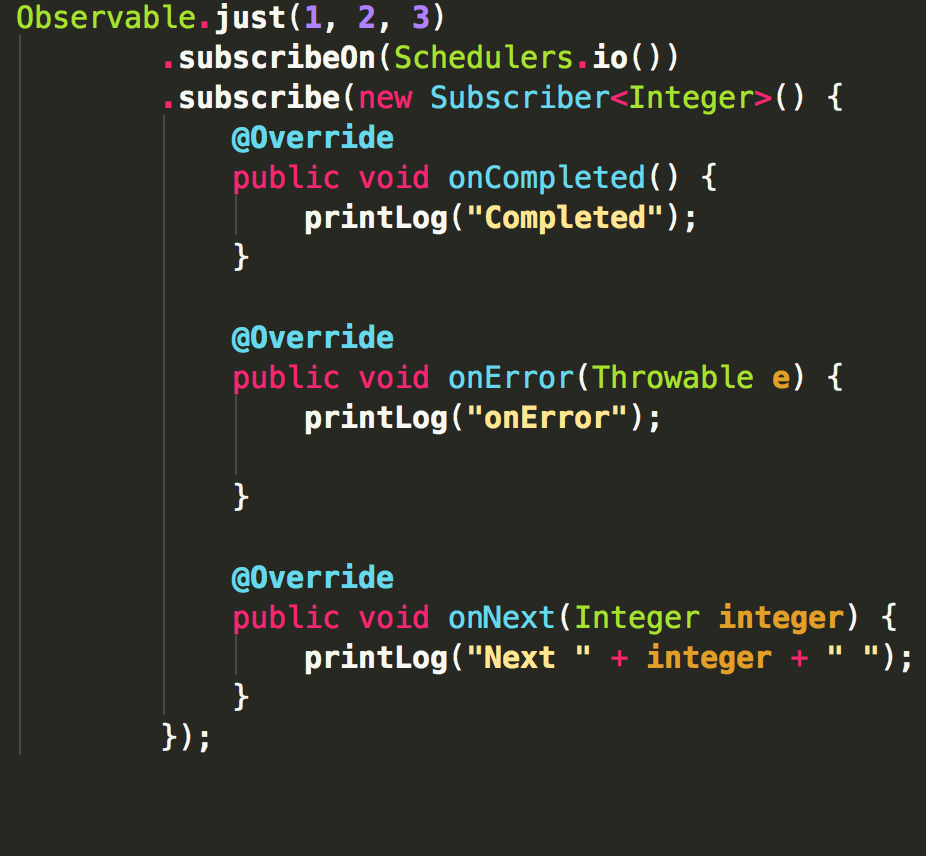 Observable.just(1, 2, 3)
.subscribeOn(Schedulers.io())
.subscribe(new Subscriber<Integer>() {
@Override
public void onCompleted() {
printLog("Completed");
}
@Override
public void onError(Throwable e) {
printLog("onError");
}
@Override
public void onNext(Integer integer) {
printLog("Next " + integer + " ");
}
});